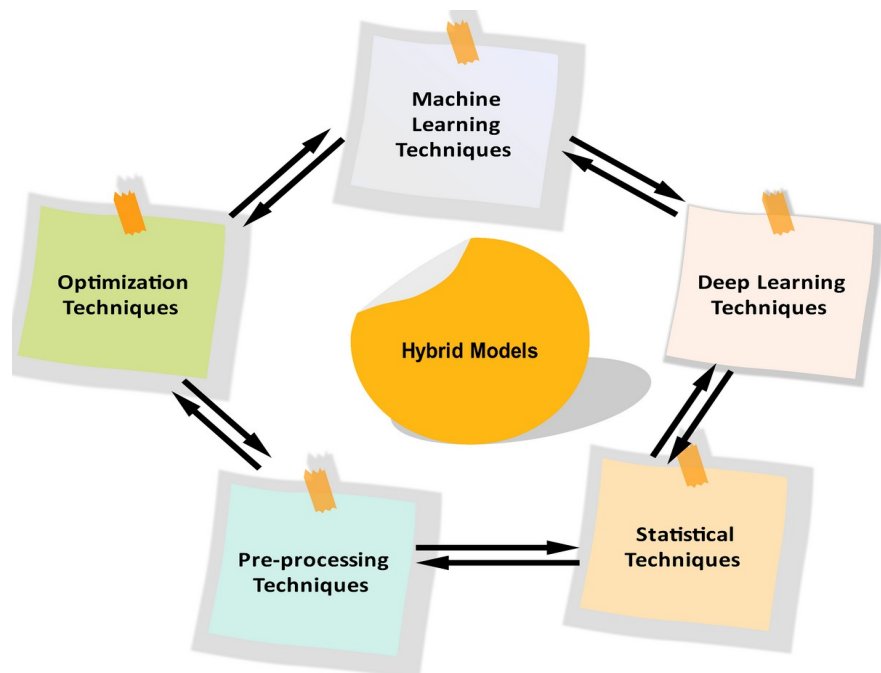 Machine
Learning
Techniques
Optimization
Techniques
Deep Learning
Techniques
Hybrid Models
Pre-processing
Techniques
Statistical
Techniques